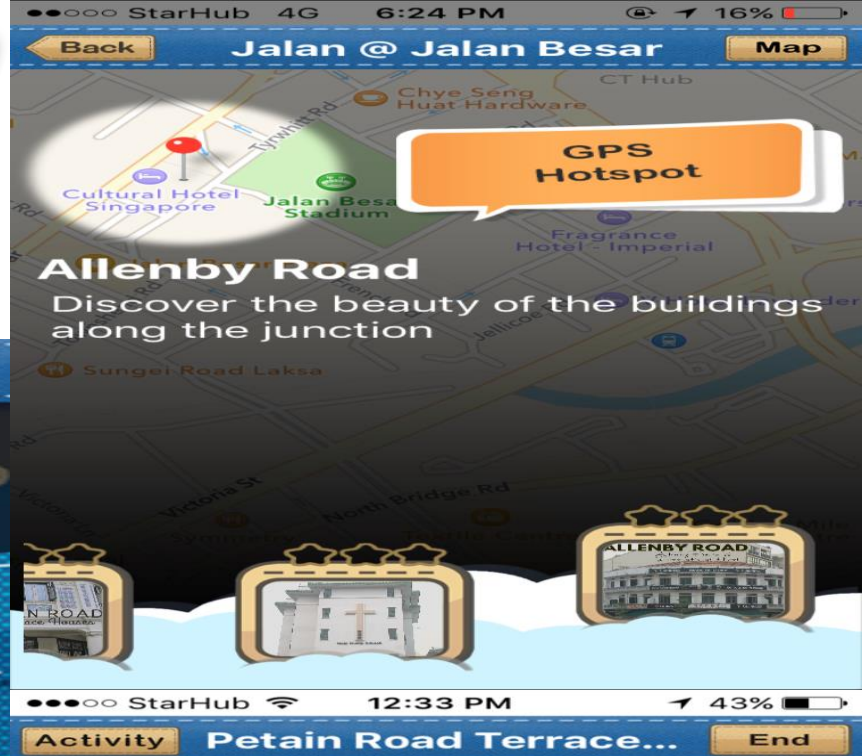 StarHub 4G 6:24 PM 16%
Back Jalan @ Jalan Besar Map
CT Hub
Chye Seng
Huat Hardware
Tyrwhitt Rd
GPS
Hotspot
Cultural Hotel
Singapore
Jalan Besar
Stadium
Fragrance
Hotel - Imperial
Allenby Road
Discover the beauty of the buildings
along the junction
Jellicoe
Sungei Road Laksa
Victoria St
North Bridge Rd
ALLENBY ROAD
N ROAD
StarHub 12:33 PM 43%
Activity Petain Road Terrace... End